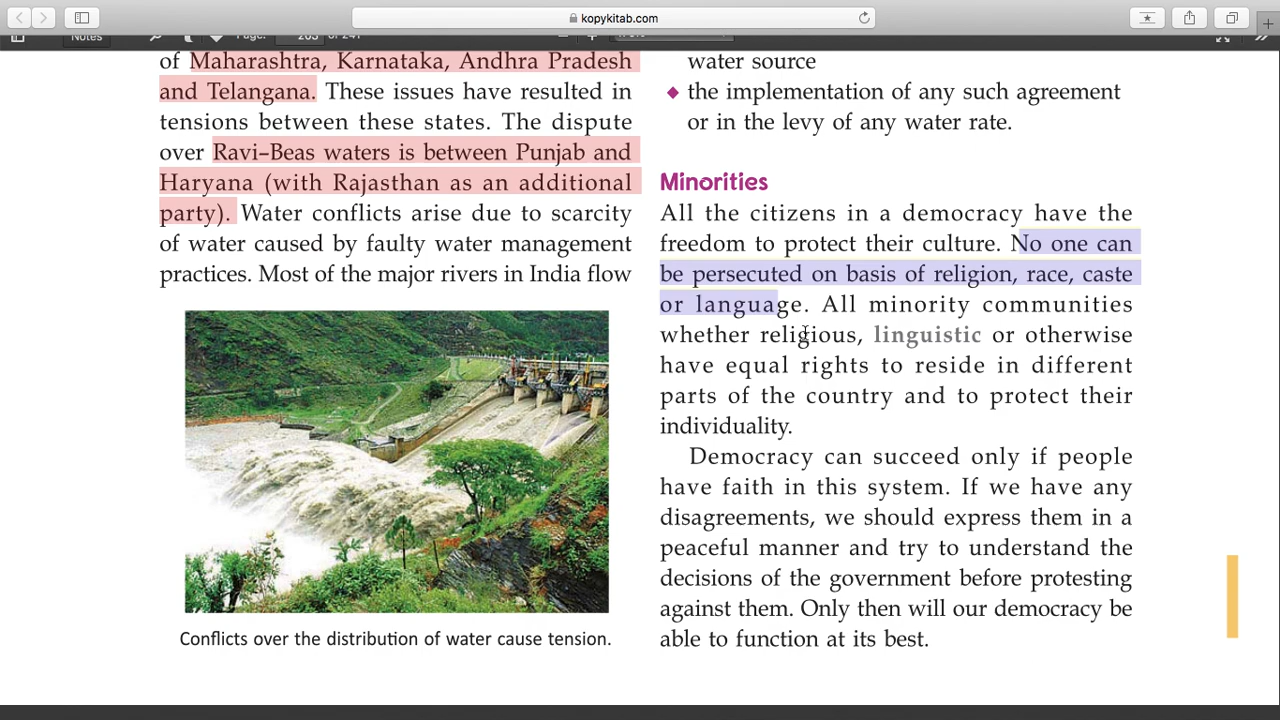 kopykitab.com
Notes
Page:
of Maharashtra, Karnataka, Andhra Pradesh
and Telangana. These issues have resulted in
tensions between these states. The dispute
over Ravi–Beas waters is between Punjab and
Haryana (with Rajasthan as an additional
party). Water conflicts arise due to scarcity
of water caused by faulty water management
practices. Most of the major rivers in India flow
Conflicts over the distribution of water cause tension.
water source
◆ the implementation of any such agreement
or in the levy of any water rate.
Minorities
All the citizens in a democracy have the
freedom to protect their culture. No one can
be persecuted on basis of religion, race, caste
or language. All minority communities
whether religious, linguistic or otherwise
have equal rights to reside in different
parts of the country and to protect their
individuality.
Democracy can succeed only if people
have faith in this system. If we have any
disagreements, we should express them in a
peaceful manner and try to understand the
decisions of the government before protesting
against them. Only then will our democracy be
able to function at its best.